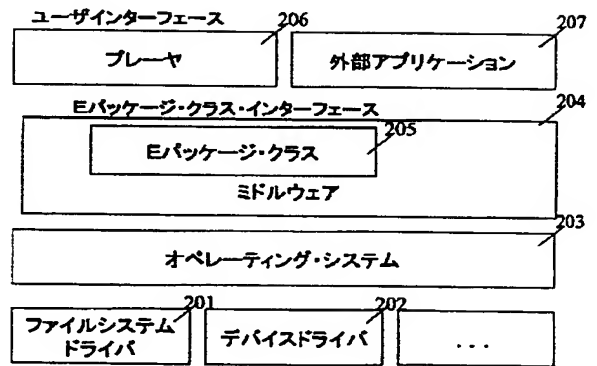 ユーザインターフェース
206
207
プレーヤ
外部アプリケーション
Eパッケージ・クラス・インターフェース
204
205
Eパッケージ・クラス
ミドルウェア
203
オペレーティング・システム
201
202
ファイルシステム
ドライバ
デバイスドライバ
...